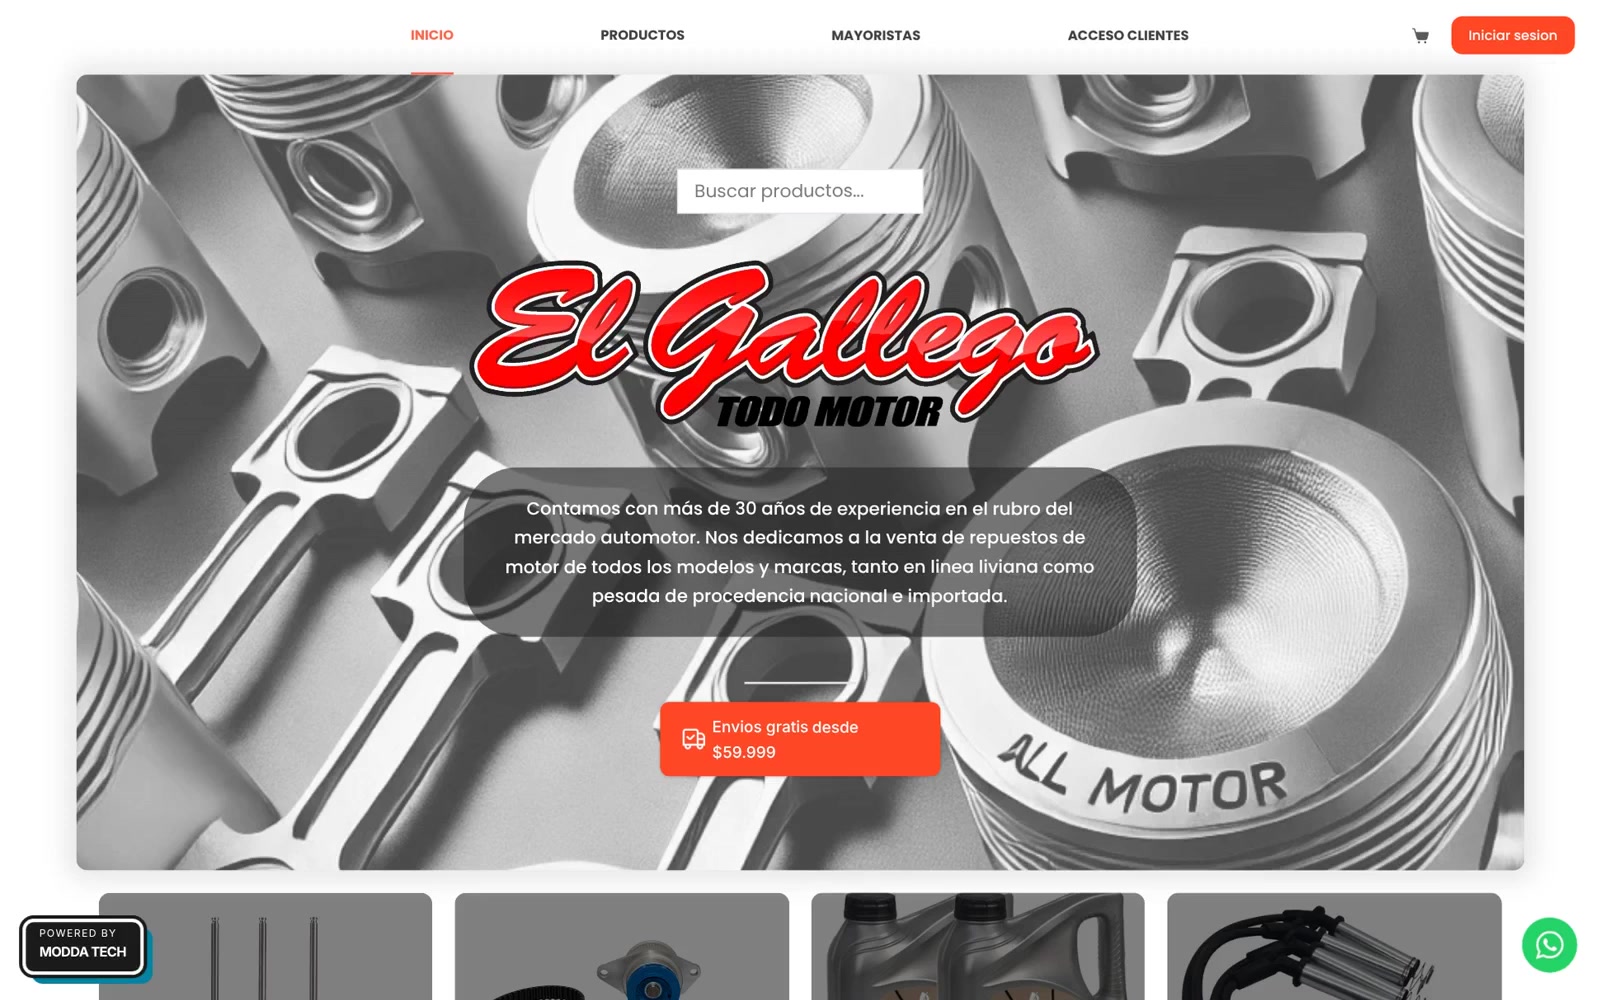 INICIO
PRODUCTOS
MAYORISTAS
ACCESO CLIENTES
Iniciar sesion
Buscar productos...
El Gallego
TODO MOTOR
Contamos con más de 30 años de experiencia en el rubro del
mercado automotor. Nos dedicamos a la venta de repuestos de
motor de todos los modelos y marcas, tanto en linea liviana como
pesada de procedencia nacional e importada.
Envios gratis desde
$59.999
ALL MOTOR
POWERED BY
MODDA TECH